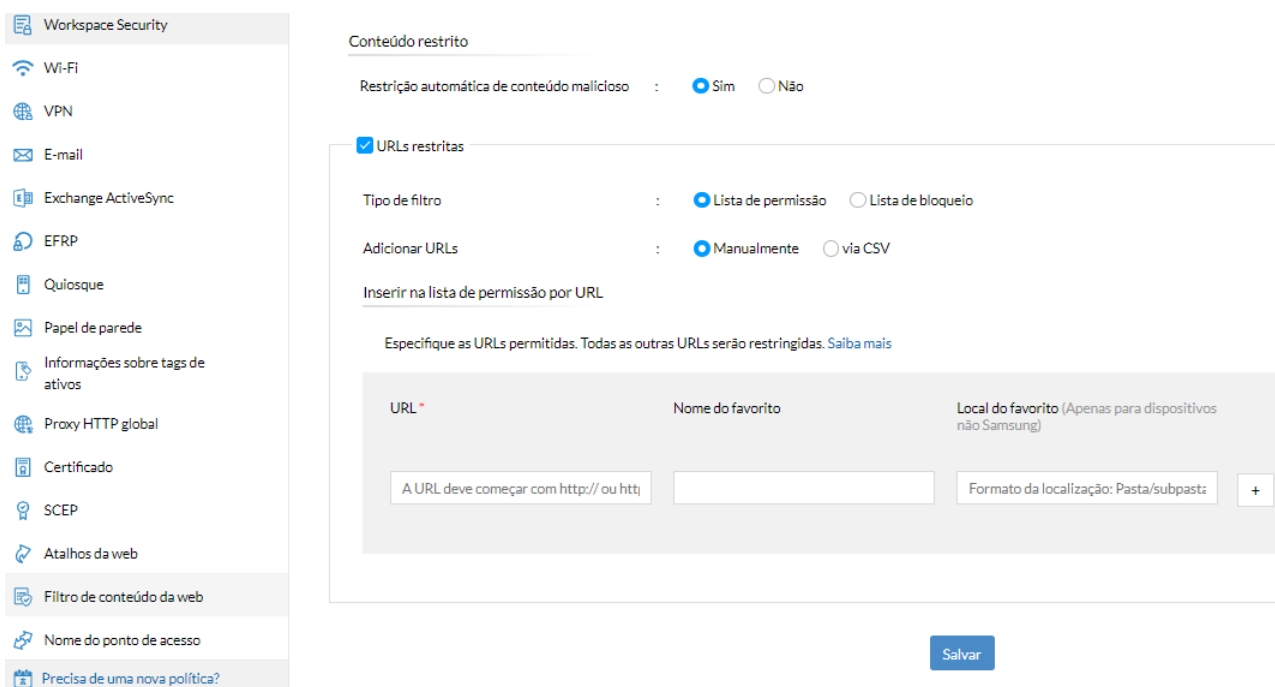 Workspace Security
Wi-Fi
VPN
E-mail
Exchange ActiveSync
EFRP
Quiosque
Papel de parede
Informações sobre tags de
ativos
Proxy HTTP global
Certificado
SCEP
Atalhos da web
Filtro de conteúdo da web
Nome do ponto de acesso
Precisa de uma nova política?
Conteúdo restrito
Restrição automática de conteúdo malicioso : Sim Não
URLs restritas
Tipo de filtro : Lista de permissão Lista de bloqueio
Adicionar URLs : Manualmente via CSV
Inserir na lista de permissão por URL
Especifique as URLs permitidas. Todas as outras URLs serão restringidas. Saiba mais
URL * Nome do favorito Local do favorito (Apenas para dispositivos
não Samsung)
A URL deve começar com http:// ou http Formato da localização: Pasta/subpasta +
Salvar